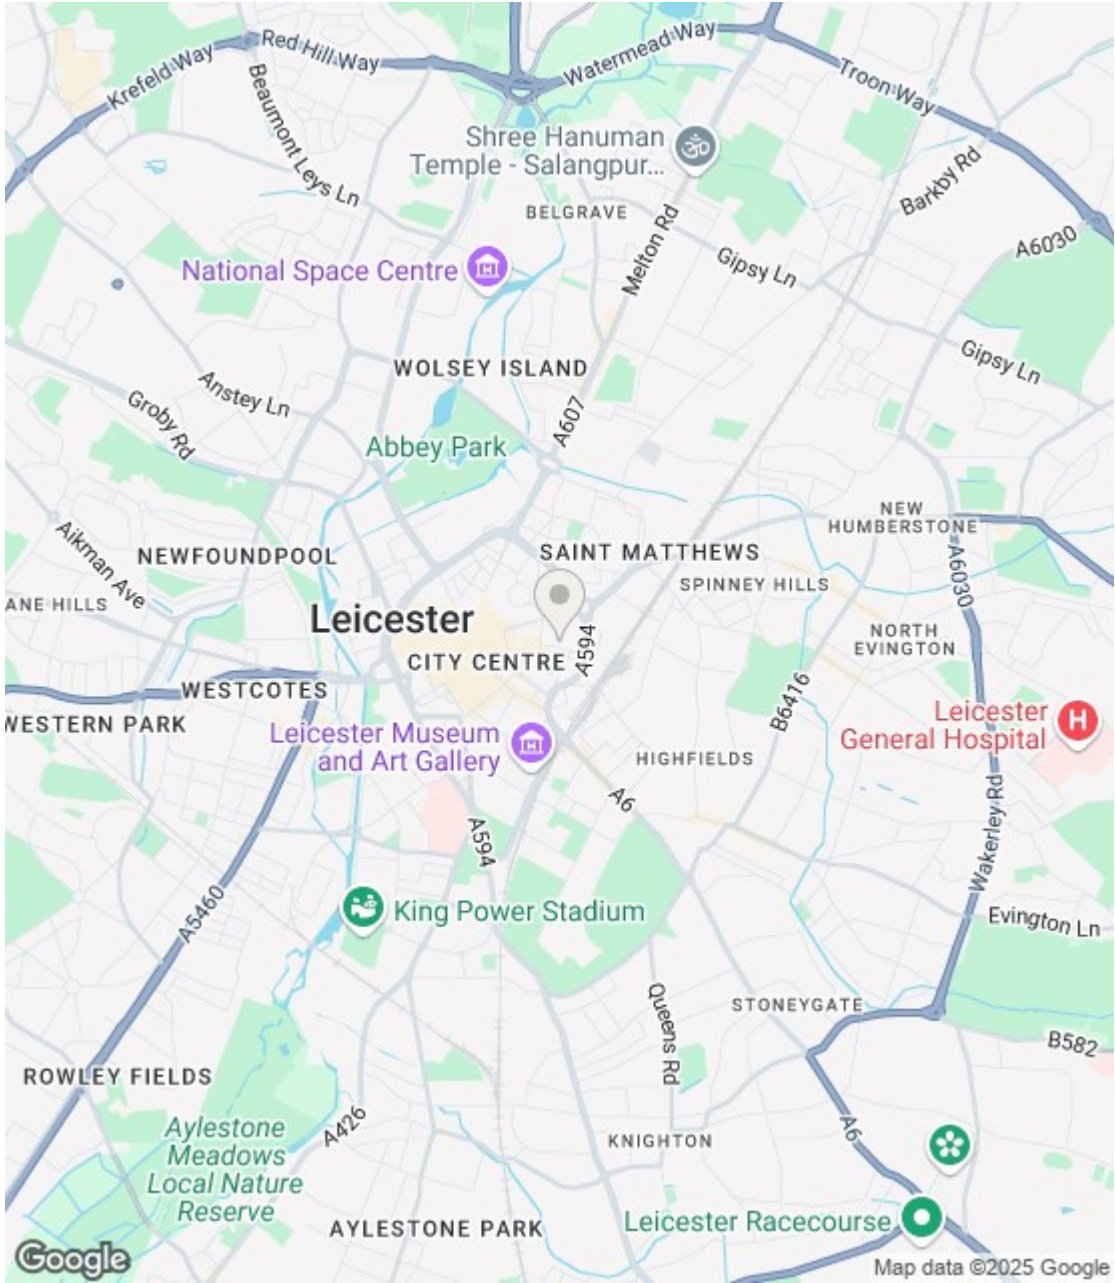 Red Hill Way
Watermead Way
Krefeld Way
Beaumont Leys Ln
Troon Way
Shree Hanuman
Temple - Salangpur...
Barkby Rd
BELGRAVE
Melton Rd
A6030
Gipsy Ln
National Space Centre
WOLSEY ISLAND
Gipsy Ln
Anstey Ln
Groby Rd
A607
Abbey Park
NEW
HUMBERSTONE
Aikman Ave
NEWFOUNDPOOL
SAINT MATTHEWS
A6030
SPINNEY HILLS
ANE HILLS
Leicester
NORTH
EVINGTON
A594
CITY CENTRE
WESTCOTES
B6416
WESTERN PARK
Leicester
General Hospital
H
Leicester Museum
and Art Gallery
HIGHFIELDS
A6
A594
Wakerley Rd
A5460
King Power Stadium
Evington Ln
STONEYGATE
Queens Rd
B582
ROWLEY FIELDS
A426
Aylestone
Meadows
Local Nature
Reserve
A6
KNIGHTON
AYLESTONE PARK
Leicester Racecourse
Google
Map data ©2025 Google